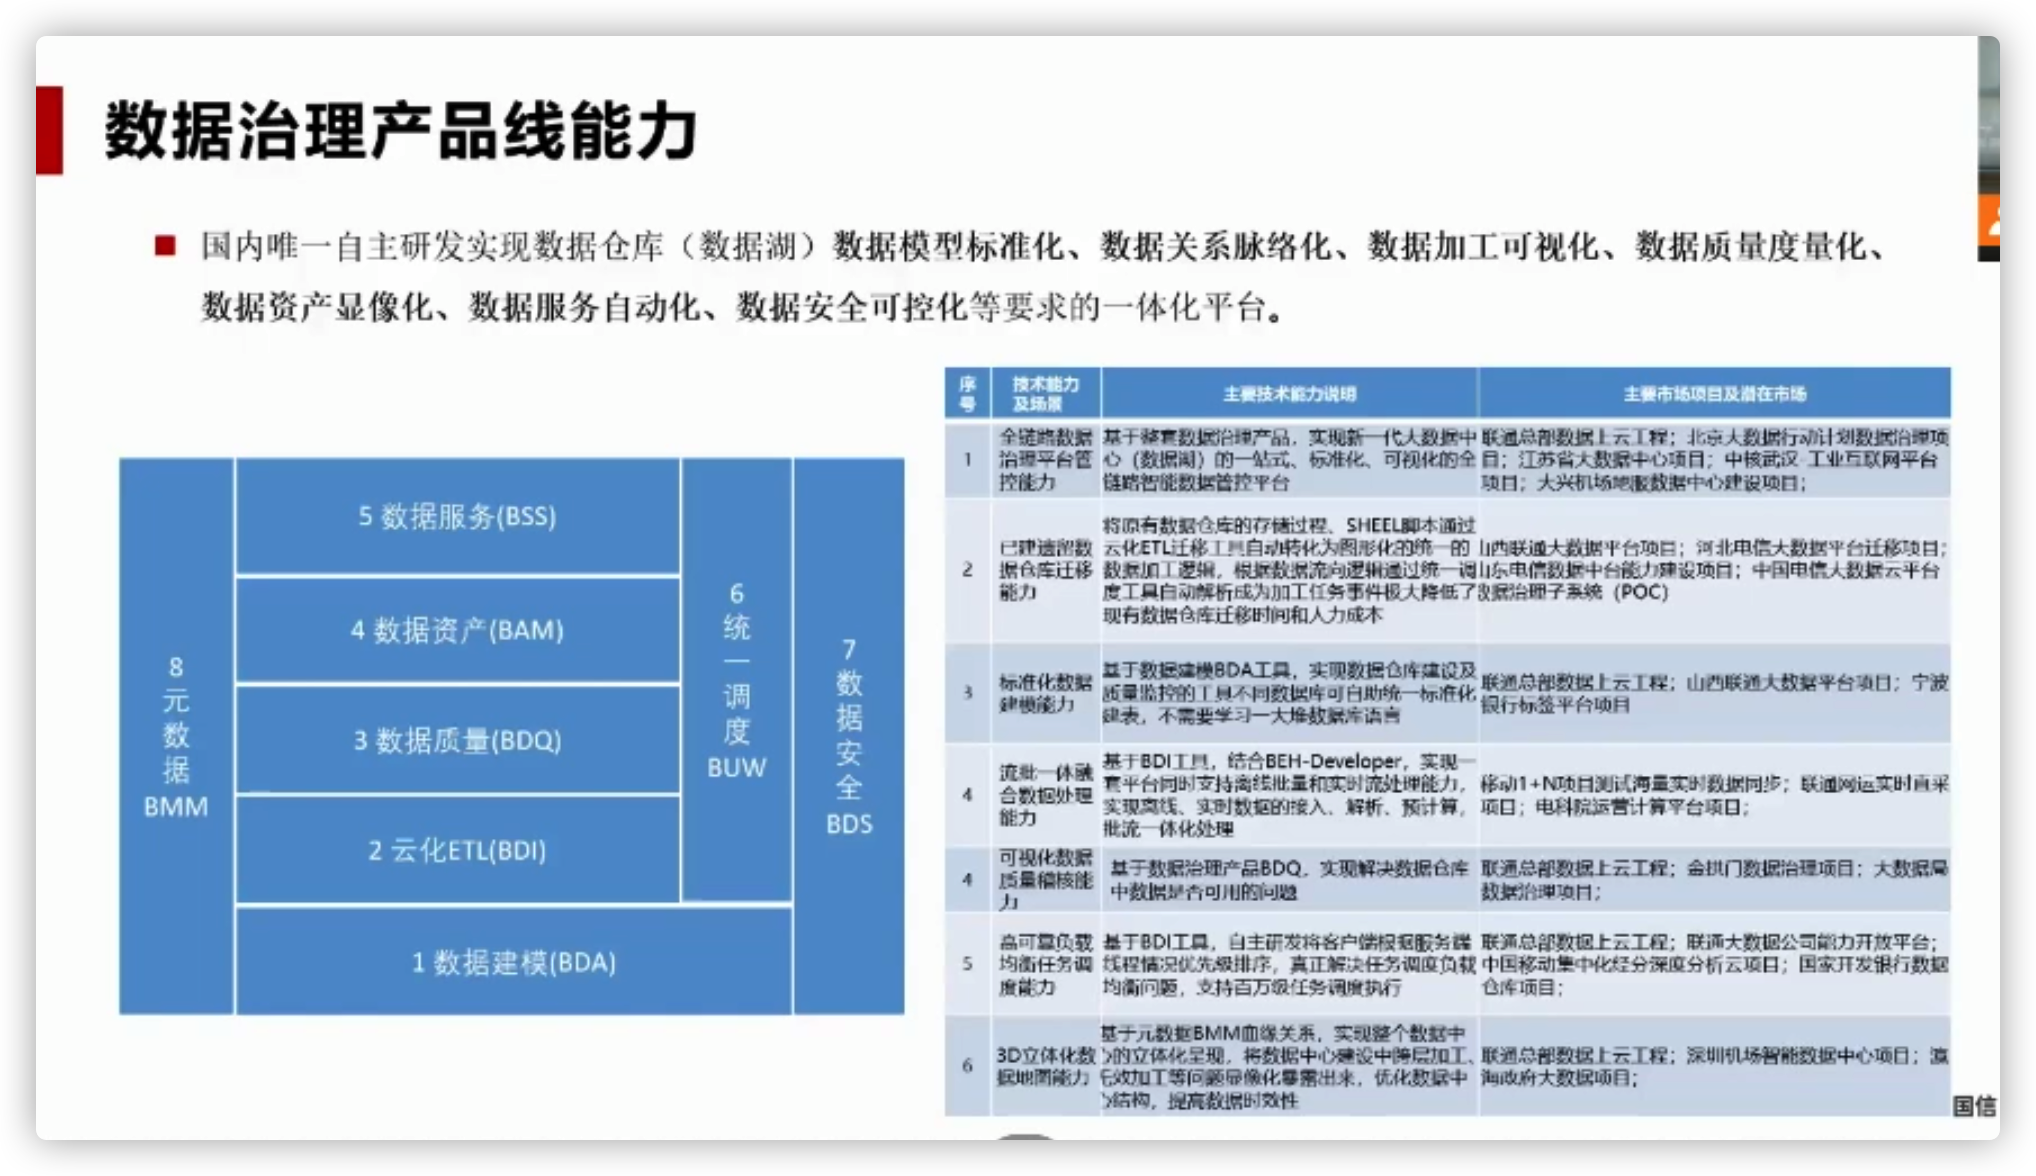 数据治理产品线能力
国内唯一自主研发实现数据仓库（数据湖）数据模型标准化、数据关系脉络化、数据加工可视化、数据质量度量化、
数据资产显像化、数据服务自动化、数据安全可控化等要求的一体化平台。
8
元
数
据
BMM
5 数据服务(BSS)
4 数据资产(BAM)
3 数据质量(BDQ)
2 云化ETL(BDI)
1 数据建模(BDA)
6
统
一
调
度
BUW
7
数
据
安
全
BDS
序
号
技术能力
及场景
主要技术能力说明
主要市场项目及潜在市场
1
全链路数据
治理平台管
控能力
基于整套数据治理产品，实现新一代大数据中
心（数据湖）的一站式、标准化、可视化的全
链路智能数据管控平台
联通总部数据上云工程；北京大数据行动计划数据治理项
目；江苏省大数据中心项目；中核武汉 工业互联网平台
项目；大兴机场地服数据中心建设项目；
2
已建遗留数
据仓库迁移
能力
将原有数据仓库的存储过程、SHEEL脚本通过
云化ETL迁移工具自动转化为图形化的统一的
数据加工逻辑，根据数据流向逻辑通过统一调
度工具自动解析成为加工任务事件极大降低了
现有数据仓库迁移时间和人力成本
山西联通大数据平台项目；河北电信大数据平台迁移项目；
山东电信数据中台能力建设项目；中国电信大数据云平台
数据治理子系统（POC）
3
标准化数据
建模能力
基于数据建模BDA工具，实现数据仓库建设及
质量监控的工具不同数据库可自助统一标准化
建表，不需要学习一大堆数据库语言
联通总部数据上云工程；山西联通大数据平台项目；宁波
银行标签平台项目
4
流批一体融
合数据处理
能力
基于BDI工具，结合BEH-Developer，实现一
套平台同时支持离线批量和实时流处理能力，
实现离线、实时数据的接入、解析、预计算，
批流一体化处理
移动1+N项目测试海量实时数据同步；联通网运实时直采
项目；电科院运营计算平台项目；
4
可视化数据
质量稽核能
力
基于数据治理产品BDQ，实现解决数据仓库
中数据是否可用的问题
联通总部数据上云工程；金拱门数据治理项目；大数据局
数据治理项目；
5
高可靠负载
均衡任务调
度能力
基于BDI工具，自主研发将客户端根据服务端
线程情况优先级排序，真正解决任务调度负载
均衡问题，支持百万级任务调度执行
联通总部数据上云工程；联通大数据公司能力开放平台；
中国移动集中化经分深度分析云项目；国家开发银行数据
仓库项目；
6
3D立体化数
据地图能力
基于元数据BMM血缘关系，实现整个数据中
心的立体化呈现，将数据中心建设中跨层加工、
无效加工等问题显像化暴露出来，优化数据中
心结构，提高数据时效性
联通总部数据上云工程；深圳机场智能数据中心项目；
海政府大数据项目；
国信